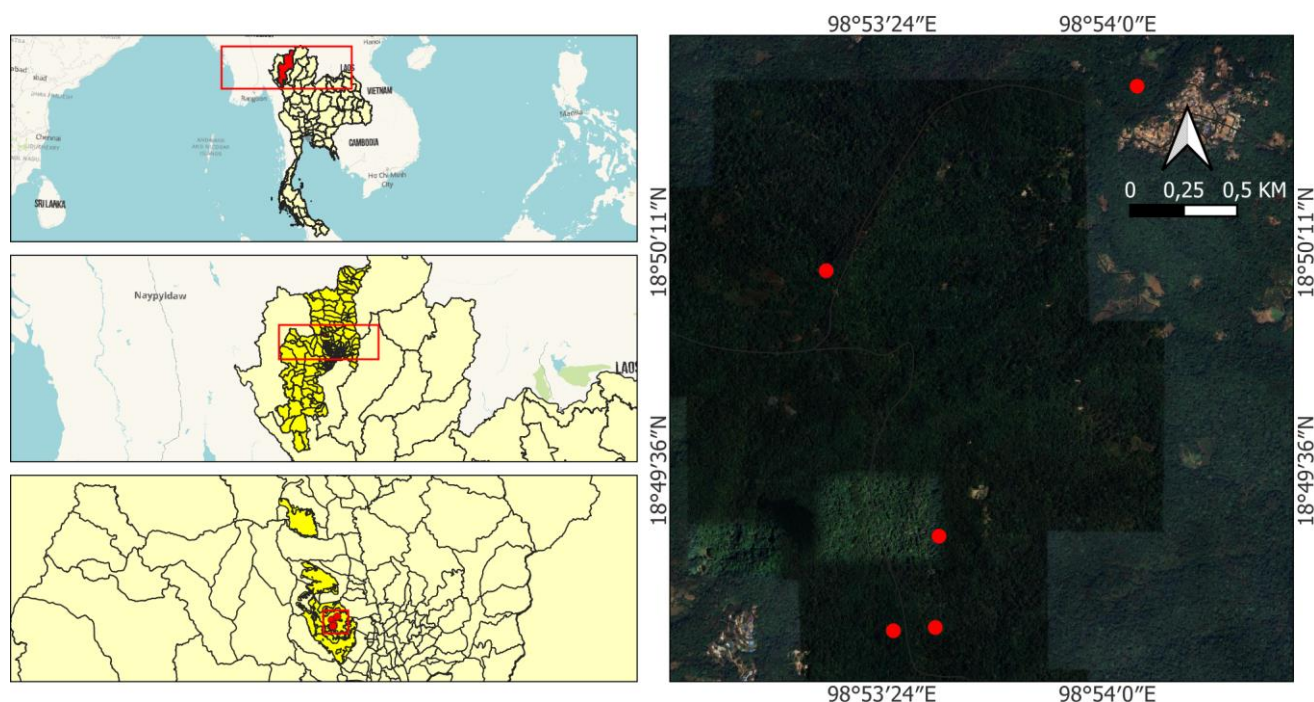 98°53′24″E
98°54′0″E
Hanoi
LAOS
VIETNAM
Rangoon
CAMBODIA
Ho Chi Minh
City
Chennai
SRI LANKA
Manila
0 0,25 0,5 KM
18°50′11″N
18°50′11″N
Naypyidaw
LAOS
18°49′36″N
18°49′36″N
98°53′24″E
98°54′0″E